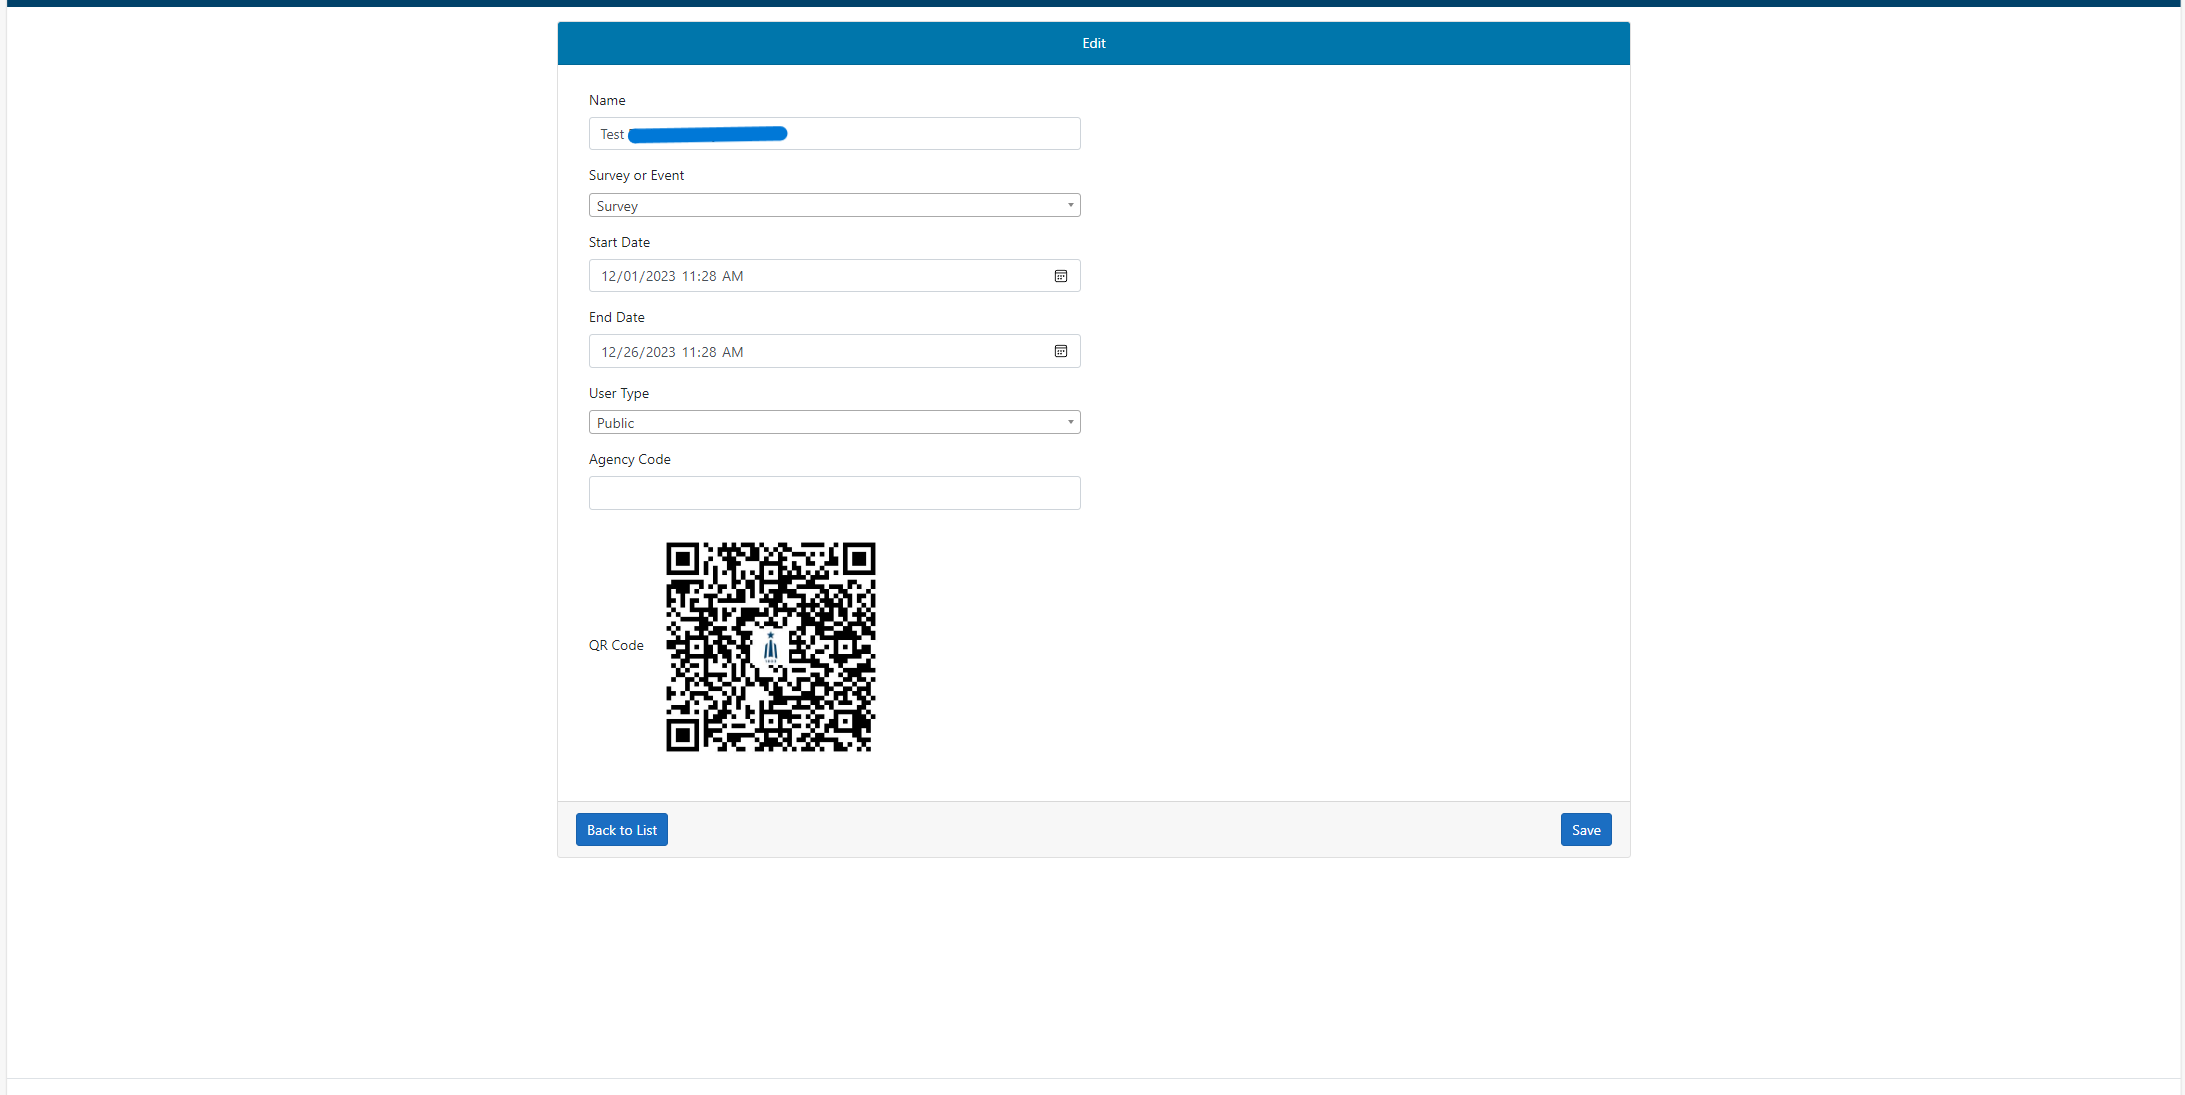 Edit
Name
Test
Survey or Event
Survey
Start Date
12/01/2023 11:28 AM
End Date
12/26/2023 11:28 AM
User Type
Public
Agency Code
QR Code
Back to List
Save